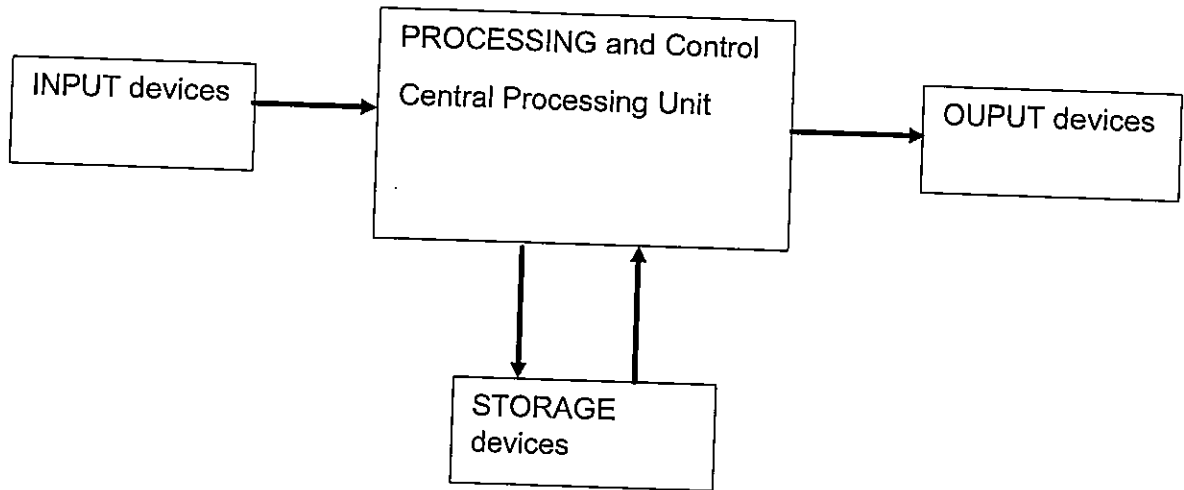 INPUT devices
PROCESSING and Control
Central Processing Unit
OUPUT devices
STORAGE
devices